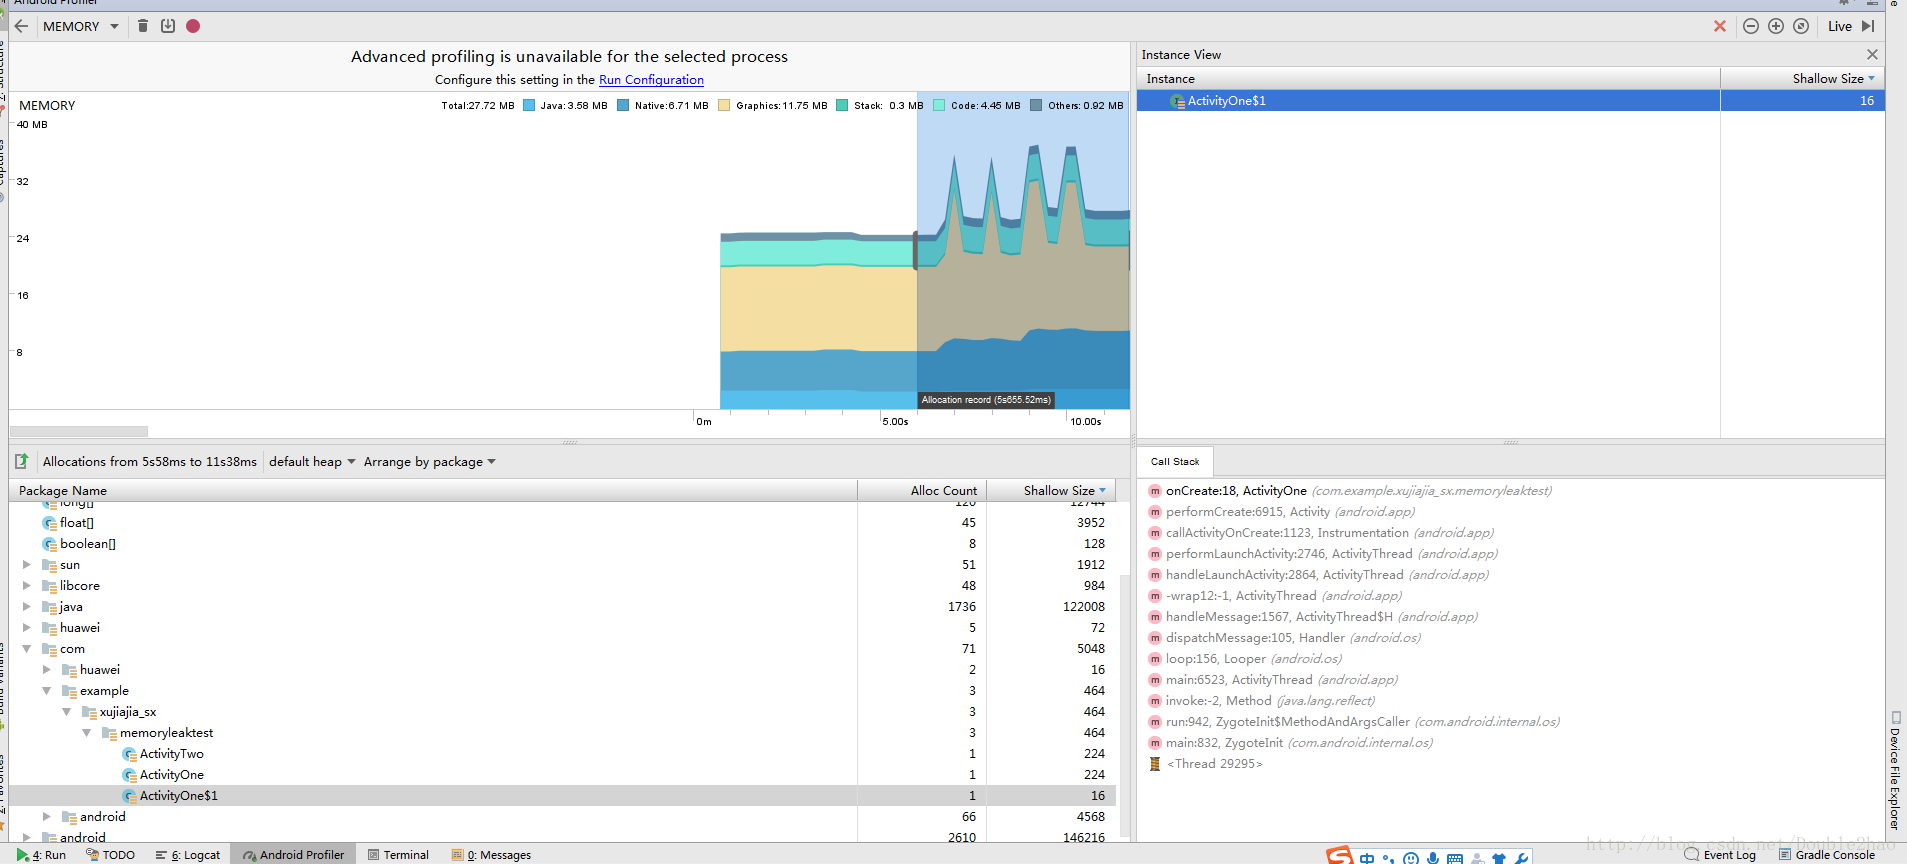 Android Profiler
MEMORY
Live
Advanced profiling is unavailable for the selected process
Configure this setting in the Run Configuration
MEMORY
Total:27.72 MB Java:3.58 MB Native:6.71 MB Graphics:11.75 MB Stack: 0.3 MB Code:4.45 MB Others:0.92 MB
40 MB
32
24
16
8
Allocation record (5s655.52ms)
0m 5.00s 10.00s
Instance View
Instance Shallow Size
ActivityOne$1 16
Allocations from 5s58ms to 11s38ms default heap Arrange by package
Package Name Alloc Count Shallow Size
long[] 120 12744
float[] 45 3952
boolean[] 8 128
sun 51 1912
libcore 48 984
java 1736 122008
huawei 5 72
com 71 5048
huawei 2 16
example 3 464
xujiajia_sx 3 464
memoryleaktest 3 464
ActivityTwo 1 224
ActivityOne 1 224
ActivityOne$1 1 16
android 66 4568
android 2610 146216
Call Stack
onCreate:18, ActivityOne (com.example.xujiajia_sx.memoryleaktest)
performCreate:6915, Activity (android.app)
callActivityOnCreate:1123, Instrumentation (android.app)
performLaunchActivity:2746, ActivityThread (android.app)
handleLaunchActivity:2864, ActivityThread (android.app)
-wrap12:-1, ActivityThread (android.app)
handleMessage:1567, ActivityThread$H (android.app)
dispatchMessage:105, Handler (android.os)
loop:156, Looper (android.os)
main:6523, ActivityThread (android.app)
invoke:-2, Method (java.lang.reflect)
run:942, ZygoteInit$MethodAndArgsCaller (com.android.internal.os)
main:832, ZygoteInit (com.android.internal.os)
<Thread 29295>
Device File Explorer
http://blog.csdn.net/Double2hao
4: Run TODO 6: Logcat Android Profiler Terminal 0: Messages
中
Event Log Gradle Console